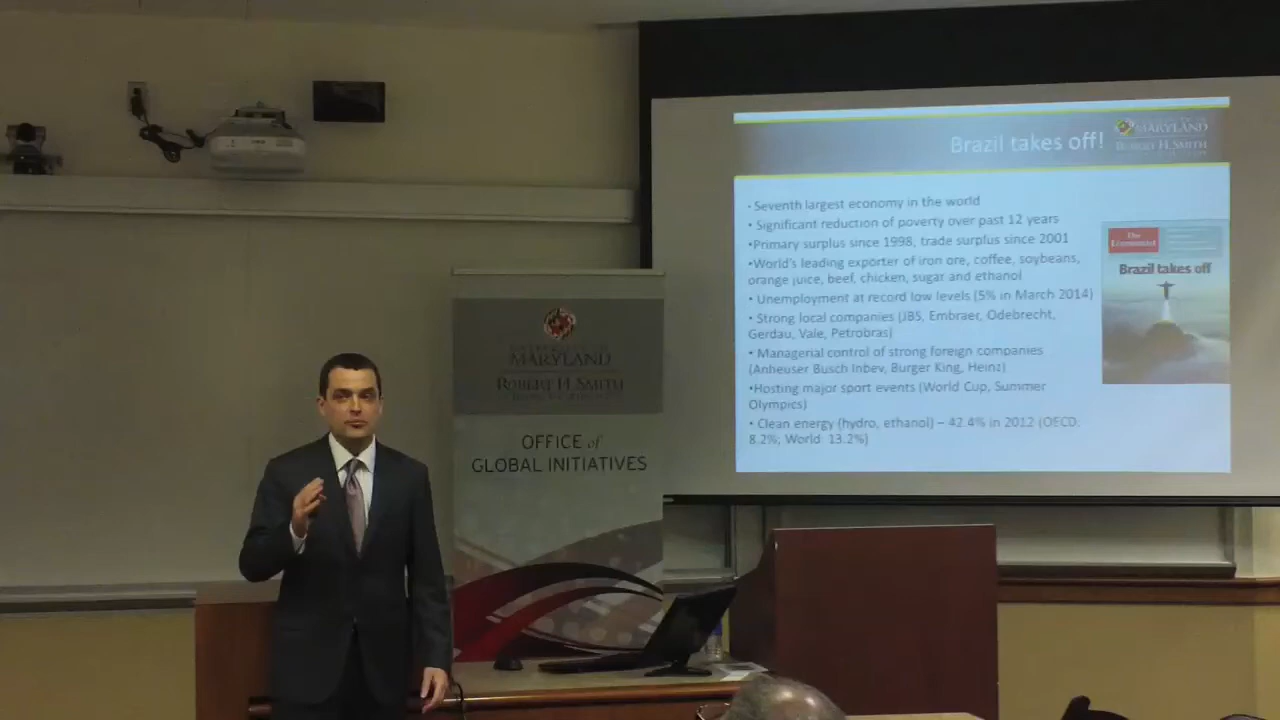 Brazil takes off!
UNIVERSITY OF
MARYLAND
ROBERT H. SMITH
• Seventh largest economy in the world
• Significant reduction of poverty over past 12 years
•Primary surplus since 1998, trade surplus since 2001
•World's leading exporter of iron ore, coffee, soybeans,
orange juice, beef, chicken, sugar and ethanol
• Unemployment at record low levels (5% in March 2014)
• Strong local companies (JBS, Embraer, Odebrecht,
Gerdau, Vale, Petrobras)
• Managerial control of strong foreign companies
(Anheuser Busch Inbev, Burger King, Heinz)
•Hosting major sport events (World Cup, Summer
Olympics)
• Clean energy (hydro, ethanol) – 42.4% in 2012 (OECD:
8.2%; World: 13.2%)
The
Economist
Brazil takes off
UNIVERSITY OF
MARYLAND
ROBERT H. SMITH
OFFICE of
GLOBAL INITIATIVES